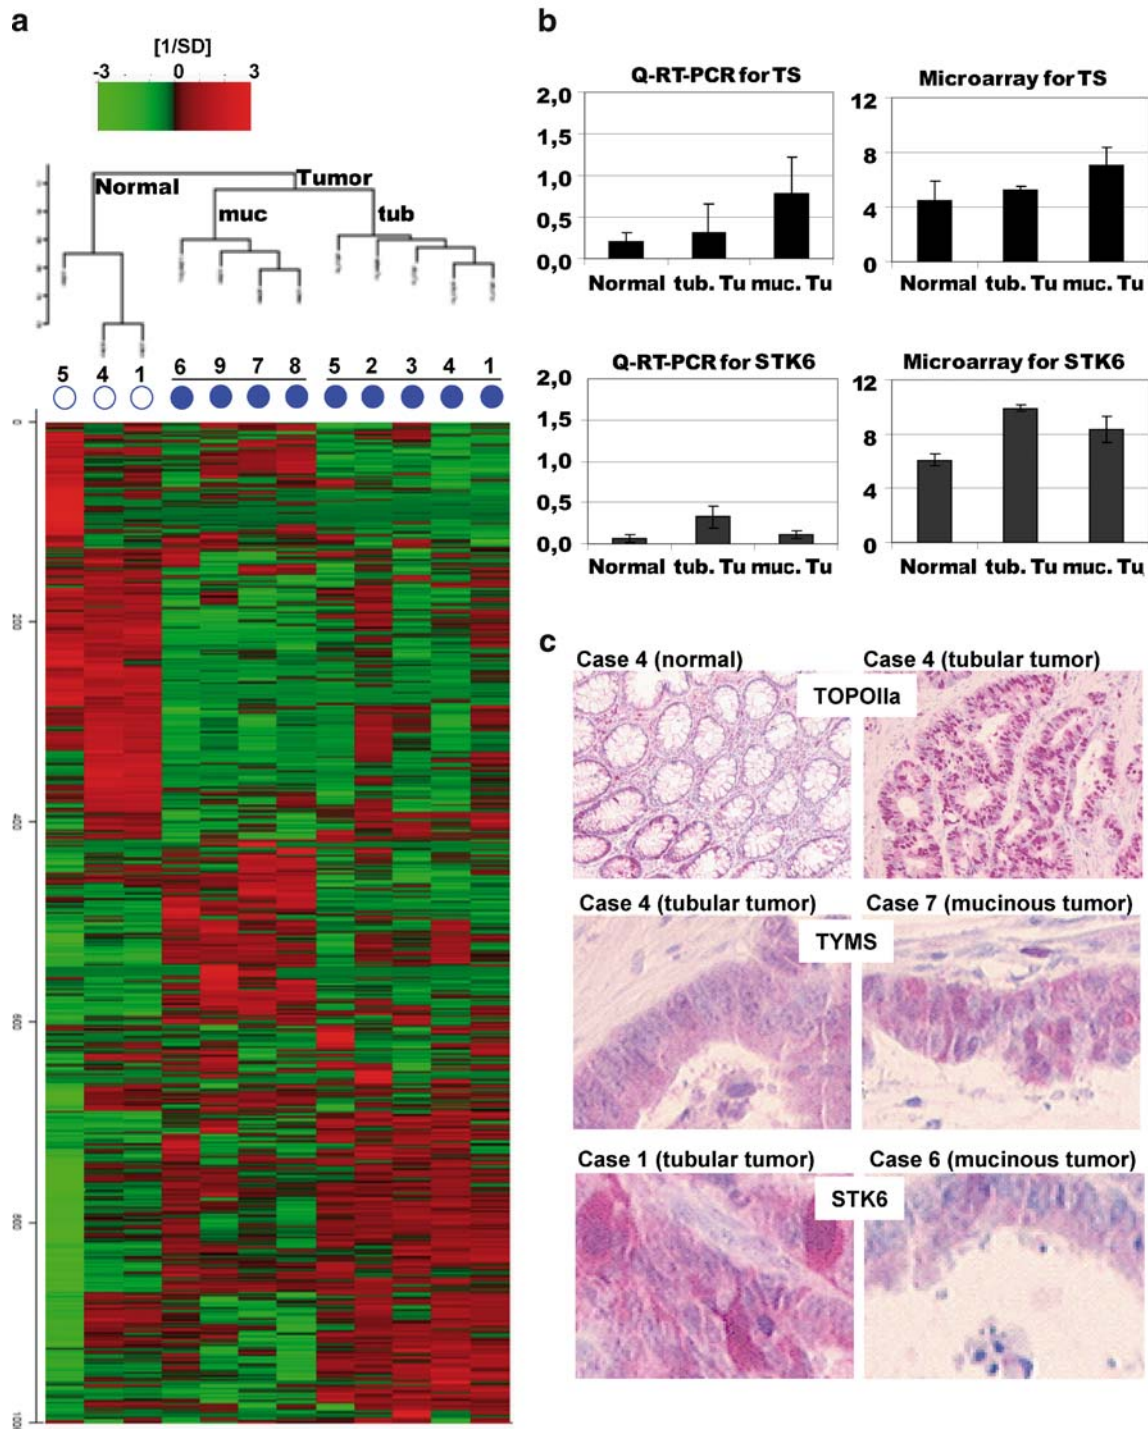 a
[1/SD]
-3 0 3
Normal
Tumor
muc
tub
5 4 1 6 9 7 8 5 2 3 4 1
0
200
400
600
800
b
Q-RT-PCR for TS
2,0
1,5
1,0
0,5
0,0
Normal tub. Tu muc. Tu
Microarray for TS
12
8
4
0
Normal tub. Tu muc. Tu
Q-RT-PCR for STK6
2,0
1,5
1,0
0,5
0,0
Normal tub. Tu muc. Tu
Microarray for STK6
12
8
4
0
Normal tub. Tu muc. Tu
c
Case 4 (normal)
Case 4 (tubular tumor)
TOPOIIa
Case 4 (tubular tumor)
Case 7 (mucinous tumor)
TYMS
Case 1 (tubular tumor)
Case 6 (mucinous tumor)
STK6